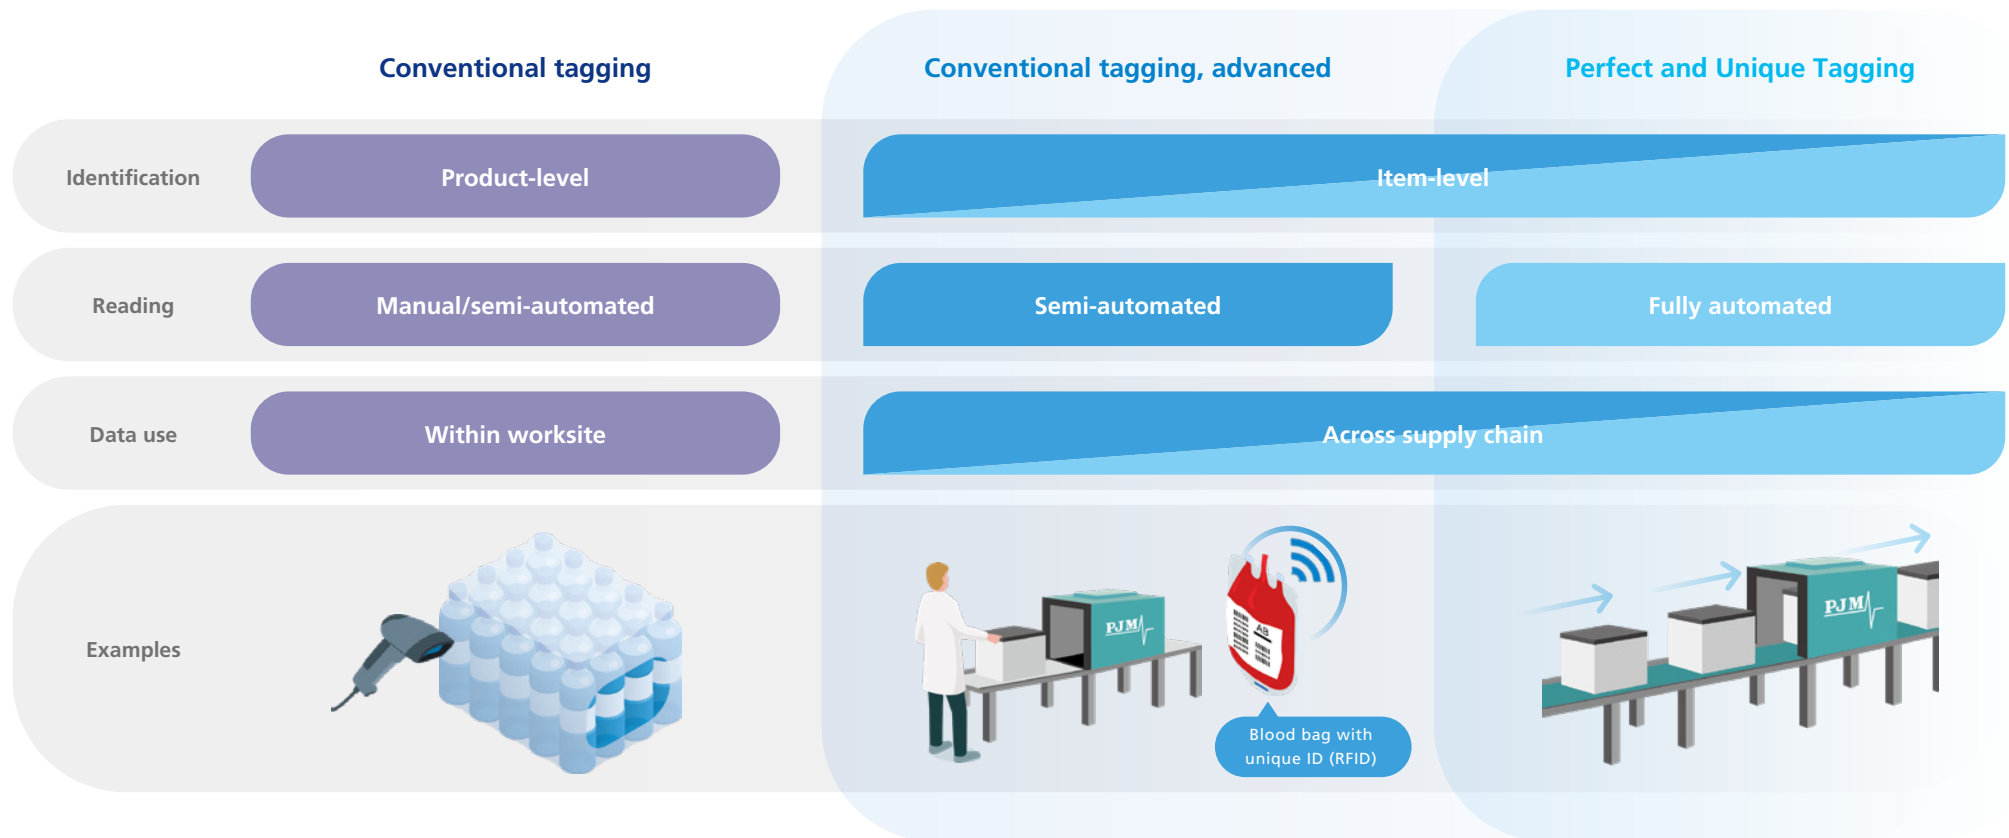 Conventional tagging
Conventional tagging, advanced
Perfect and Unique Tagging
Identification
Product-level
Item-level
Reading
Manual/semi-automated
Semi-automated
Fully automated
Data use
Within worksite
Across supply chain
Examples
PJM
AB
Blood bag with
unique ID (RFID)
PJM